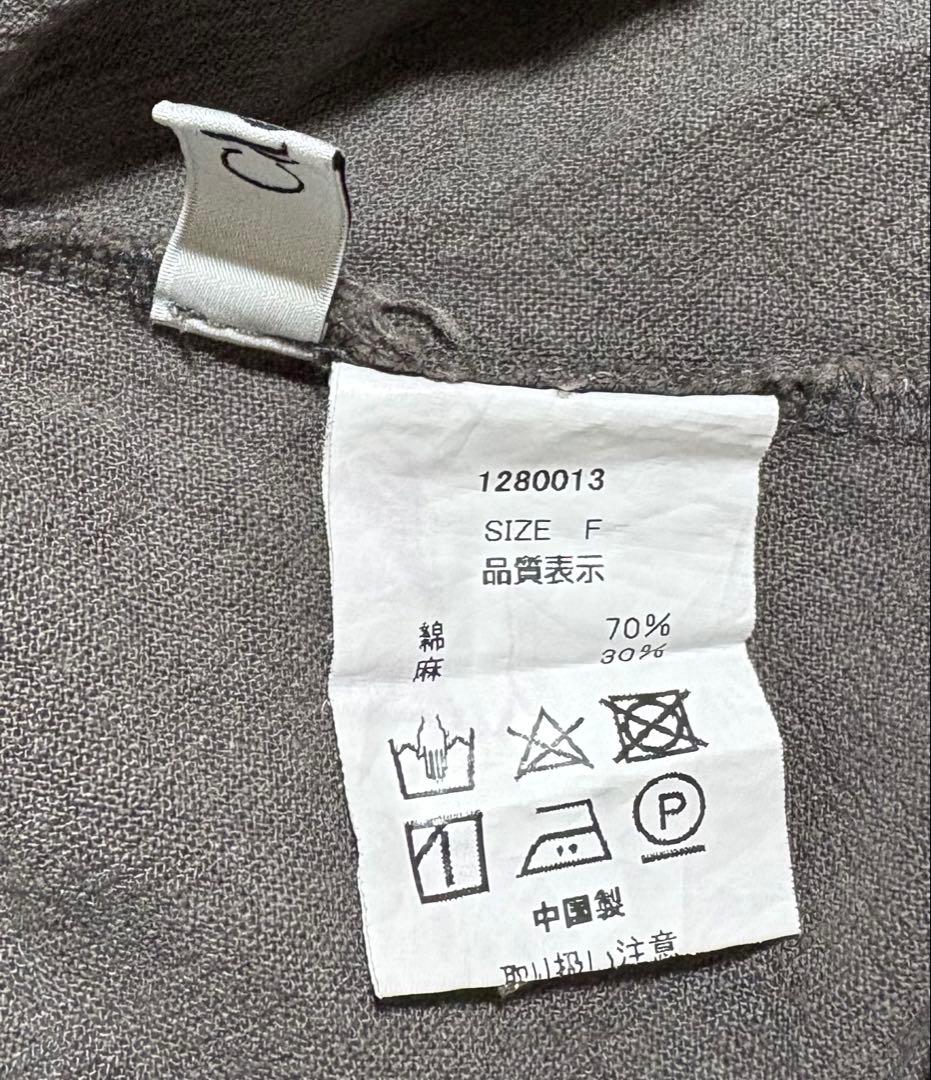 1280013
SIZE F
品質表示
綿 70%
麻 30%
P
中国製
取り扱い注意